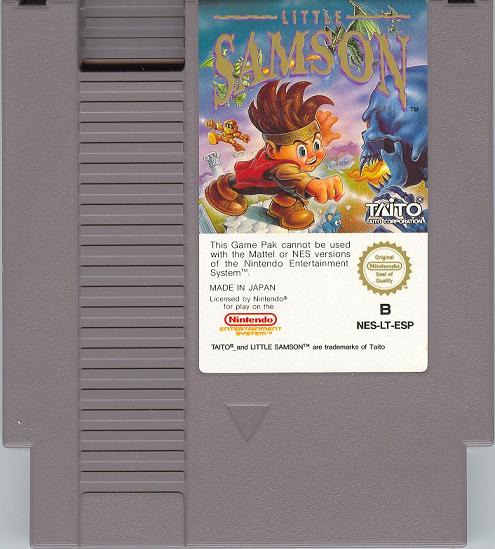 LITTLE
SAMSON™
TAITO
TAITO CORPORATION
This Game Pak cannot be used
with the Mattel or NES versions
of the Nintendo Entertainment
System™.
MADE IN JAPAN
Licensed by Nintendo®
for play on the
Nintendo®
ENTERTAINMENT
SYSTEM™
Original
Nintendo
Seal of
Quality
B
NES-LT-ESP
TAITO® and LITTLE SAMSON™ are trademarks of Taito